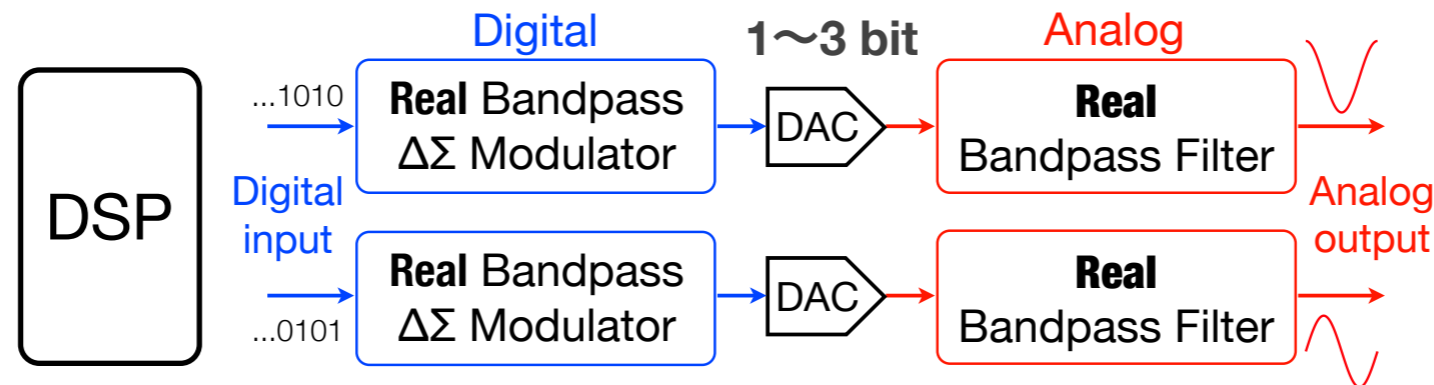 Digital
1〜3 bit
Analog
DSP
...1010
Real Bandpass
ΔΣ Modulator
DAC
Real
Bandpass Filter
Digital
input
Analog
output
...0101
Real Bandpass
ΔΣ Modulator
DAC
Real
Bandpass Filter